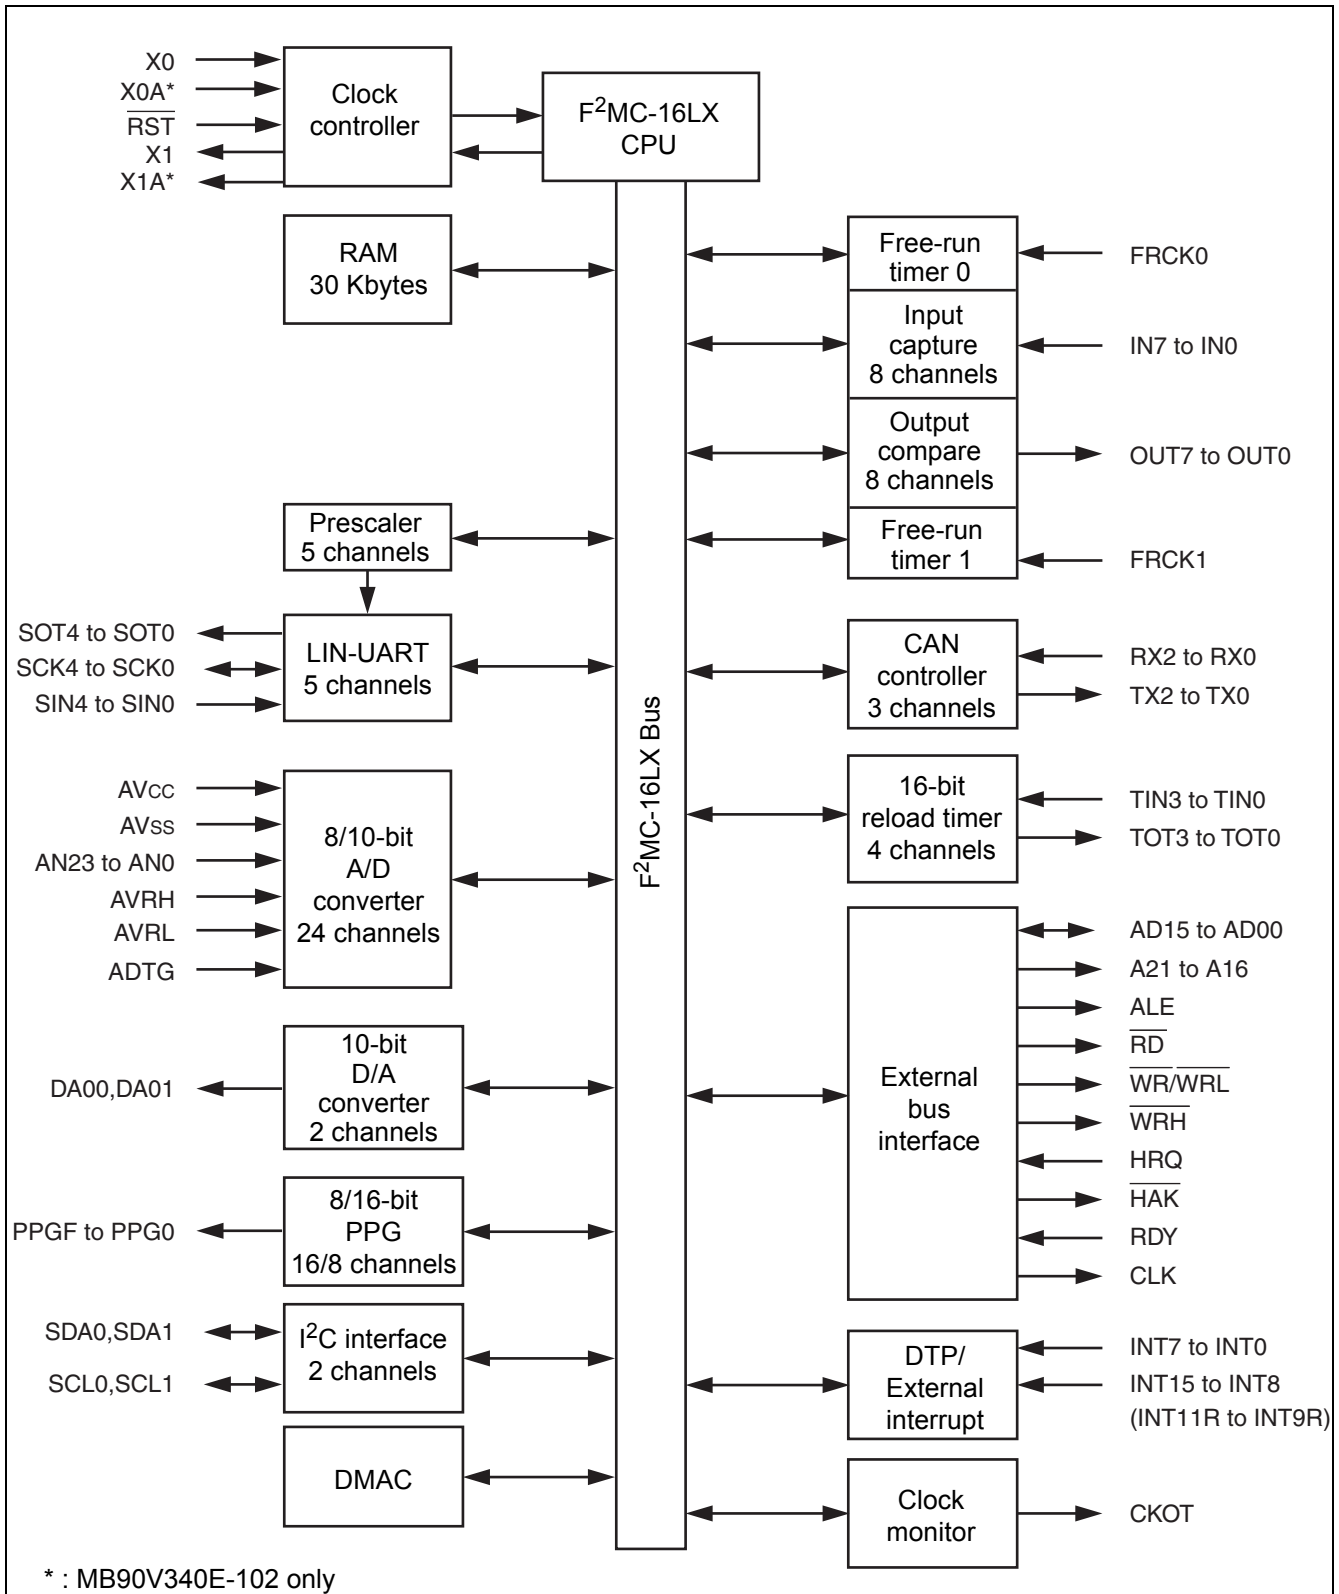 X0
X0A*
RST
X1
X1A*
Clock
controller
F²MC-16LX
CPU
RAM
30 Kbytes
Prescaler
5 channels
SOT4 to SOT0
SCK4 to SCK0
SIN4 to SIN0
LIN-UART
5 channels
AVCC
AVSS
AN23 to AN0
AVRH
AVRL
ADTG
8/10-bit
A/D
converter
24 channels
DA00,DA01
10-bit
D/A
converter
2 channels
PPGF to PPG0
8/16-bit
PPG
16/8 channels
SDA0,SDA1
SCL0,SCL1
I²C interface
2 channels
DMAC
F²MC-16LX Bus
Free-run
timer 0
FRCK0
Input
capture
8 channels
IN7 to IN0
Output
compare
8 channels
OUT7 to OUT0
Free-run
timer 1
FRCK1
CAN
controller
3 channels
RX2 to RX0
TX2 to TX0
16-bit
reload timer
4 channels
TIN3 to TIN0
TOT3 to TOT0
External
bus
interface
AD15 to AD00
A21 to A16
ALE
RD
WR/WRL
WRH
HRQ
HAK
RDY
CLK
DTP/
External
interrupt
INT7 to INT0
INT15 to INT8
(INT11R to INT9R)
Clock
monitor
CKOT
* : MB90V340E-102 only